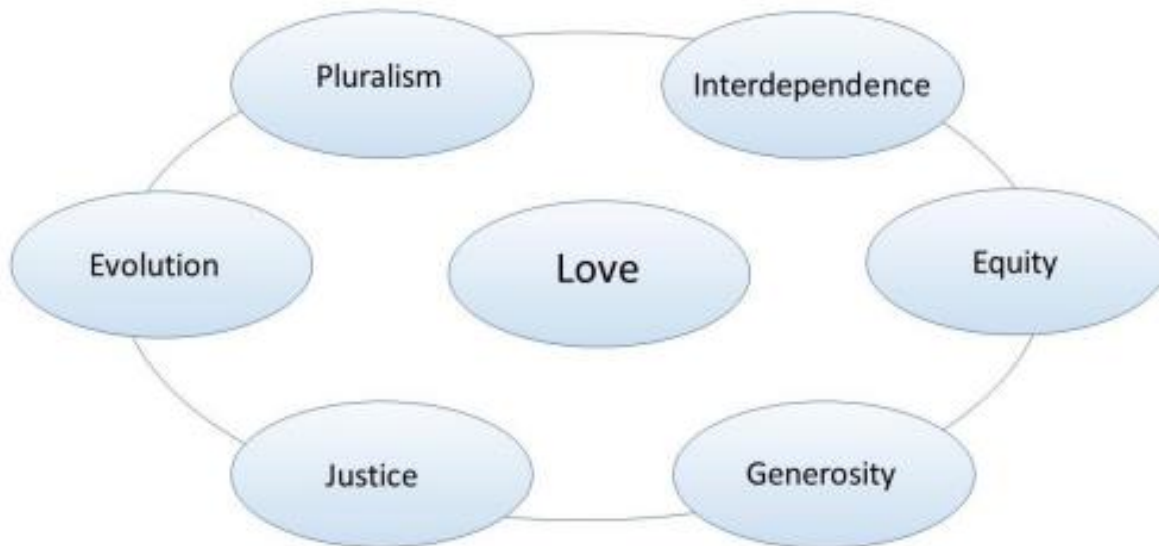 Pluralism
Interdependence
Evolution
Love
Equity
Justice
Generosity